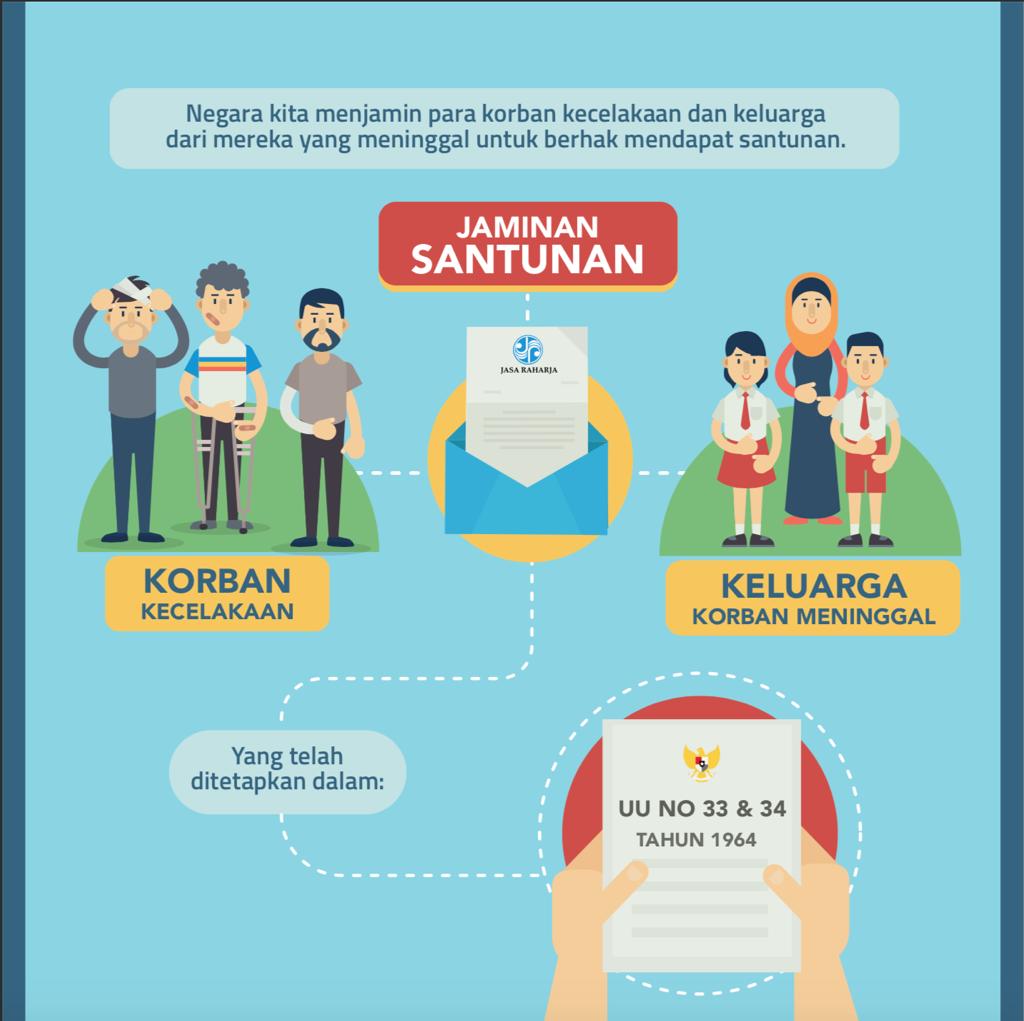 Negara kita menjamin para korban kecelakaan dan keluarga
dari mereka yang meninggal untuk berhak mendapat santunan.
JAMINAN
SANTUNAN
JASA RAHARJA
KORBAN
KECELAKAAN
KELUARGA
KORBAN MENINGGAL
Yang telah
ditetapkan dalam:
UU NO 33 & 34
TAHUN 1964